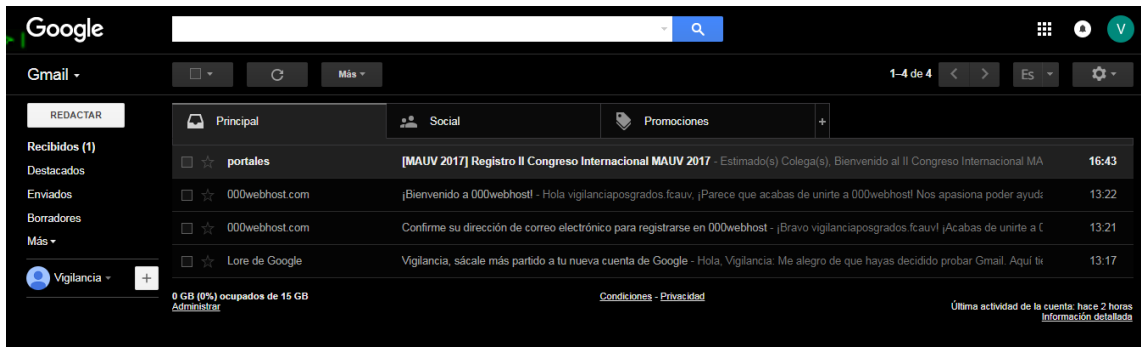 Google
V
Gmail
Más
1–4 de 4
Es
REDACTAR
Principal
Social
Promociones
+
Recibidos (1)
Destacados
Enviados
Borradores
Más
Vigilancia
+
portales [MAUV 2017] Registro II Congreso Internacional MAUV 2017 - Estimado(s) Colega(s), Bienvenido al II Congreso Internacional MA 16:43
000webhost.com ¡Bienvenido a 000webhost! - Hola vigilanciaposgrados.fcauv, ¡Parece que acabas de unirte a 000webhost! Nos apasiona poder ayuda 13:22
000webhost.com Confirme su dirección de correo electrónico para registrarse en 000webhost - ¡Bravo vigilanciaposgrados.fcauv! ¡Acabas de unirte a 0 13:21
Lore de Google Vigilancia, sácale más partido a tu nueva cuenta de Google - Hola, Vigilancia: Me alegro de que hayas decidido probar Gmail. Aquí tie 13:17
0 GB (0%) ocupados de 15 GB
Administrar
Condiciones - Privacidad
Última actividad de la cuenta: hace 2 horas
Información detallada